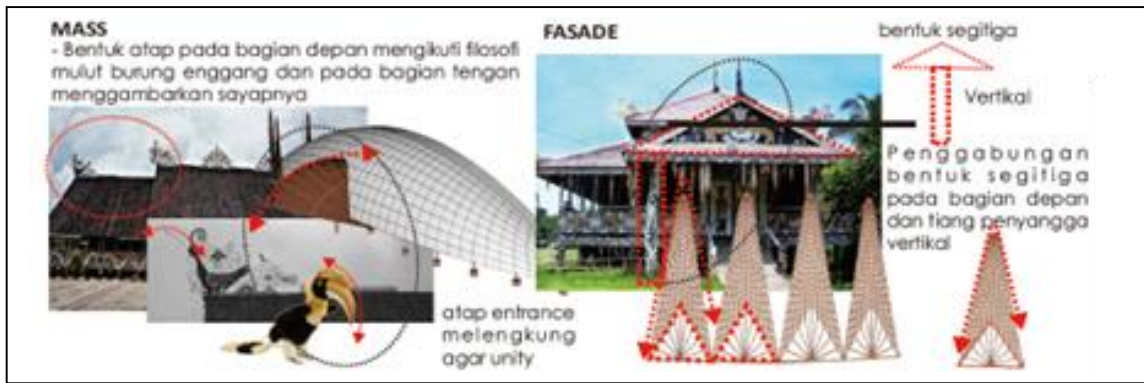 MASS
- Bentuk atap pada bagian depan mengikuti filosofi
mulut burung enggang dan pada bagian tengan
menggambarkan sayapnya
atap entrance
melengkung
agar unity
FASADE
bentuk segitiga
Vertikal
Penggabungan
bentuk segitiga
pada bagian depan
dan tiang penyangga
vertikal